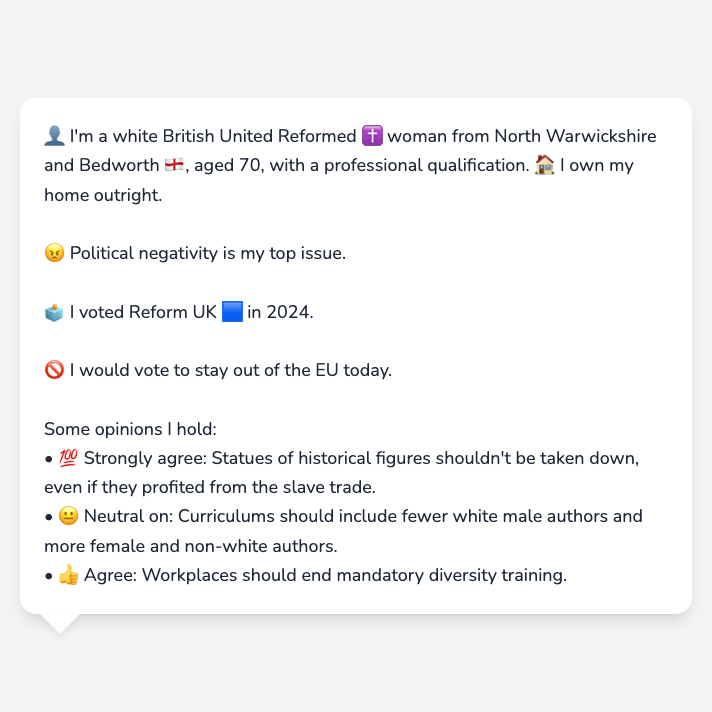 👤 I'm a white British United Reformed ✝️ woman from North Warwickshire
and Bedworth 🏴󠁧󠁢󠁥󠁮󠁧󠁿, aged 70, with a professional qualification. 🏠 I own my
home outright.
😠 Political negativity is my top issue.
🗳️ I voted Reform UK 🟦 in 2024.
🚫 I would vote to stay out of the EU today.
Some opinions I hold:
• 💯 Strongly agree: Statues of historical figures shouldn't be taken down,
even if they profited from the slave trade.
• 😐 Neutral on: Curriculums should include fewer white male authors and
more female and non-white authors.
• 👍 Agree: Workplaces should end mandatory diversity training.